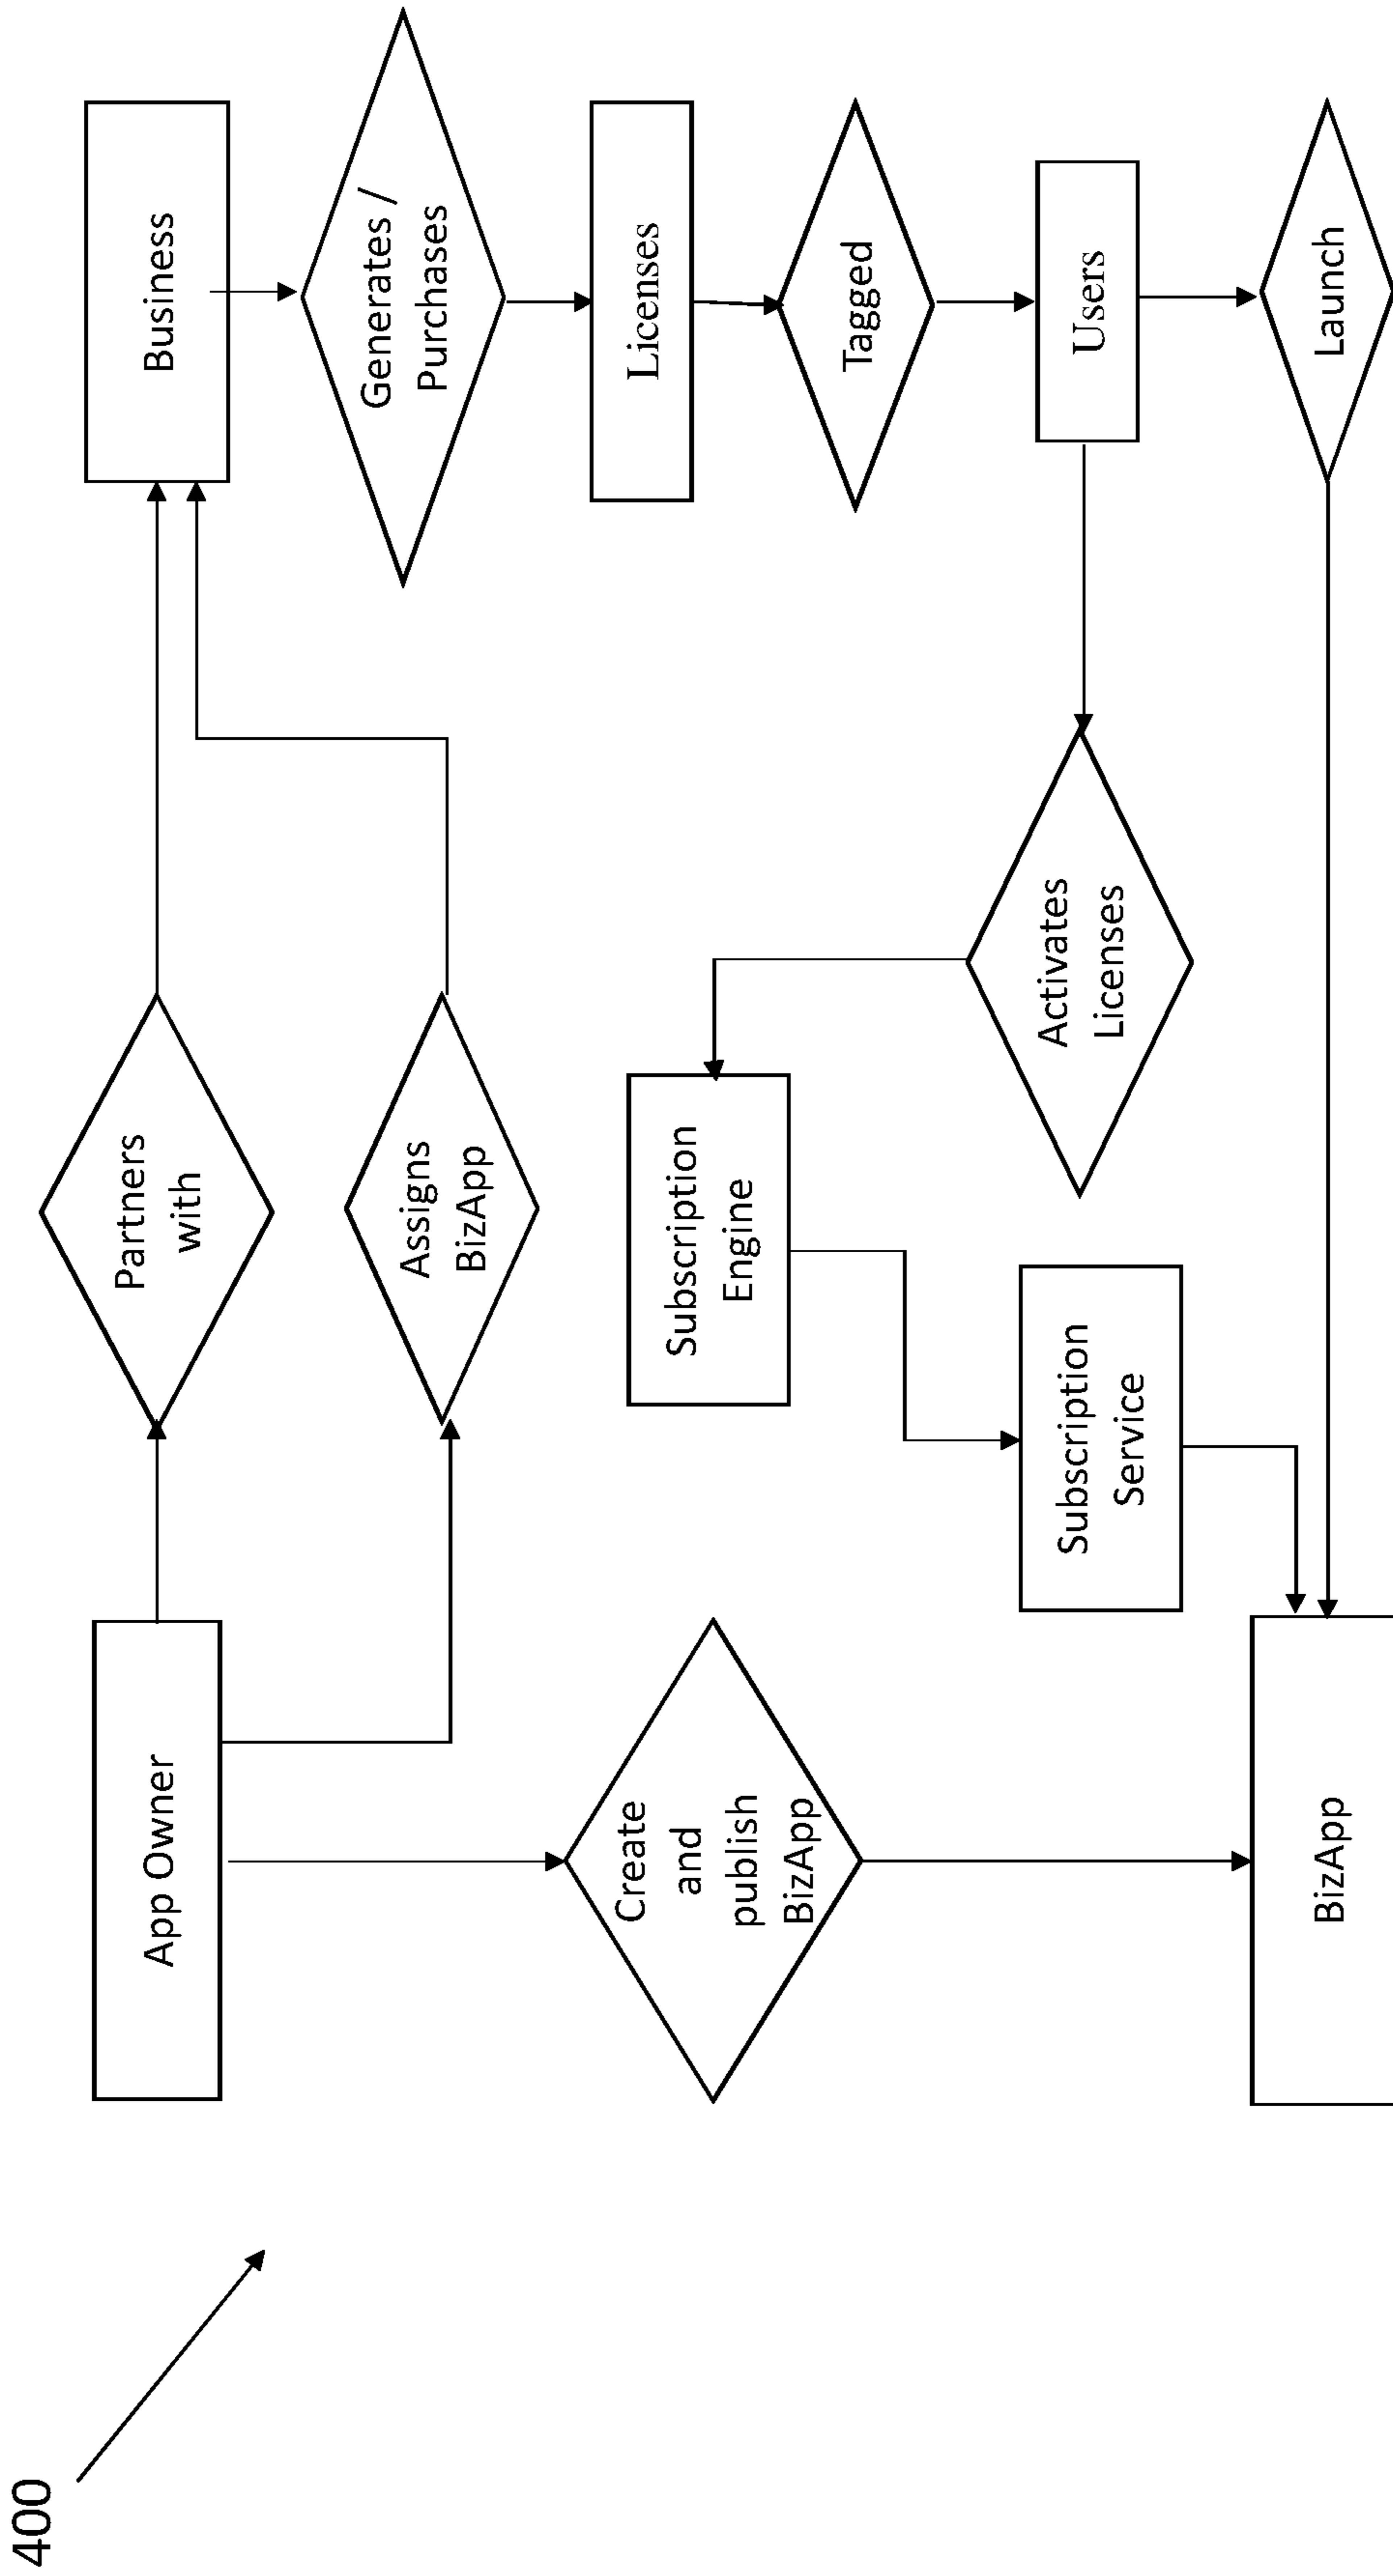 400
App Owner
Partners
with
Business
Assigns
BizApp
Generates /
Purchases
Create
and
publish
BizApp
Subscription
Engine
Licenses
Tagged
Activates
Licenses
Users
Subscription
Service
BizApp
Launch